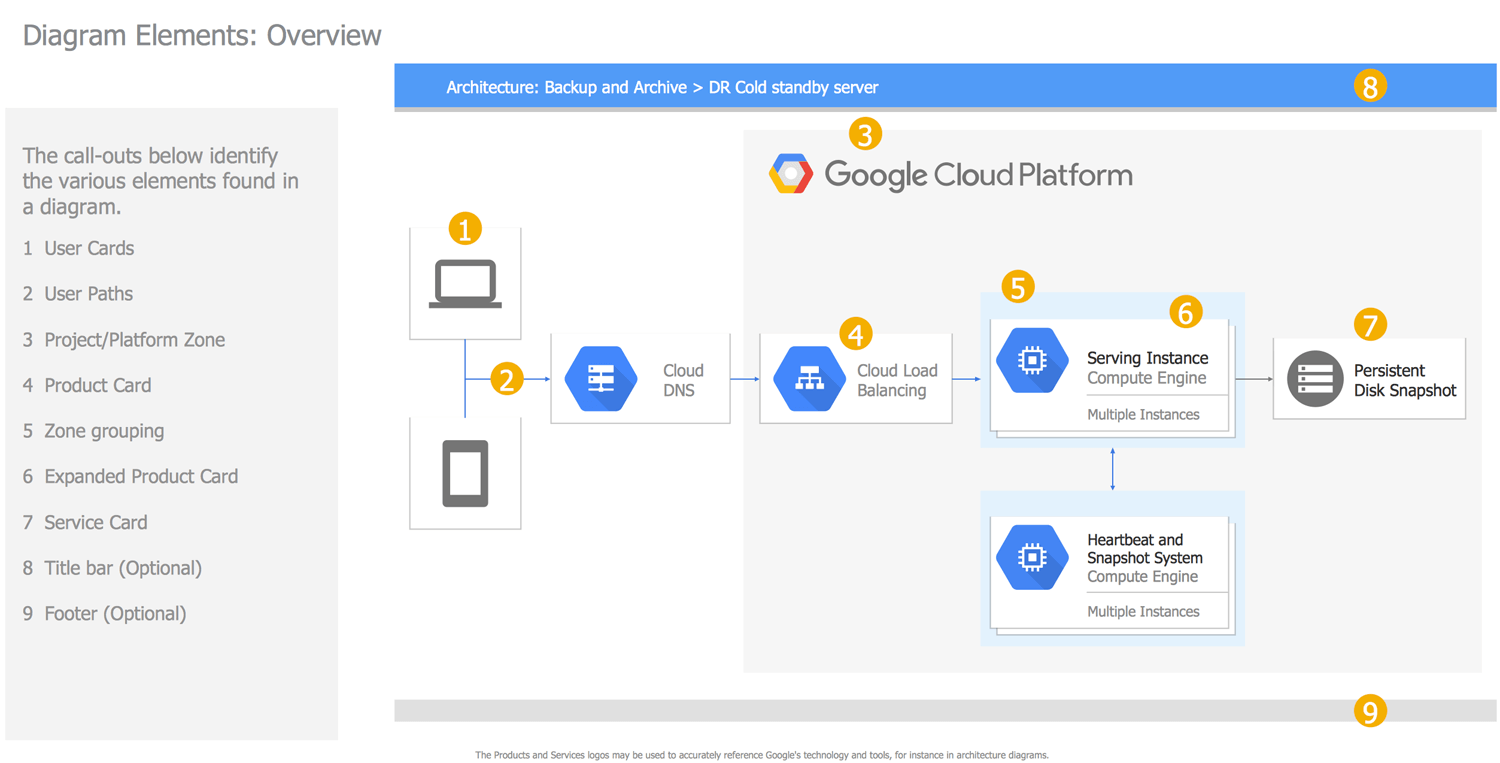 Diagram Elements: Overview
The call-outs below identify
the various elements found in
a diagram.
1 User Cards
2 User Paths
3 Project/Platform Zone
4 Product Card
5 Zone grouping
6 Expanded Product Card
7 Service Card
8 Title bar (Optional)
9 Footer (Optional)
Architecture: Backup and Archive > DR Cold standby server
8
3
Google Cloud Platform
1
2
Cloud
DNS
4
Cloud Load
Balancing
5
6
Serving Instance
Compute Engine
Multiple Instances
7
Persistent
Disk Snapshot
Heartbeat and
Snapshot System
Compute Engine
Multiple Instances
9
The Products and Services logos may be used to accurately reference Google's technology and tools, for instance in architecture diagrams.